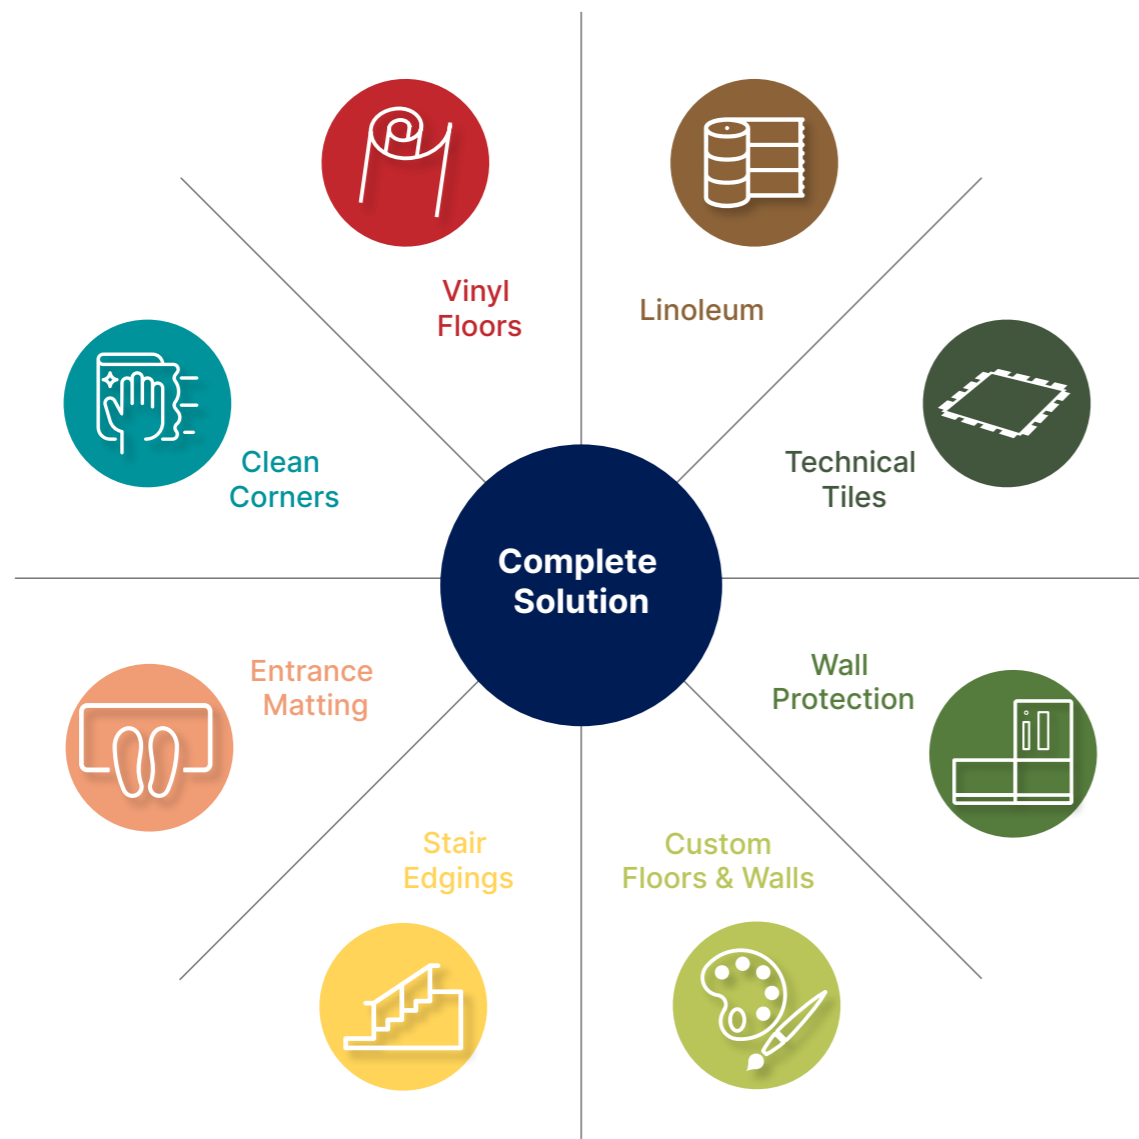 Vinyl
Floors
Linoleum
Clean
Corners
Technical
Tiles
Complete
Solution
Entrance
Matting
Wall
Protection
Stair
Edgings
Custom
Floors & Walls